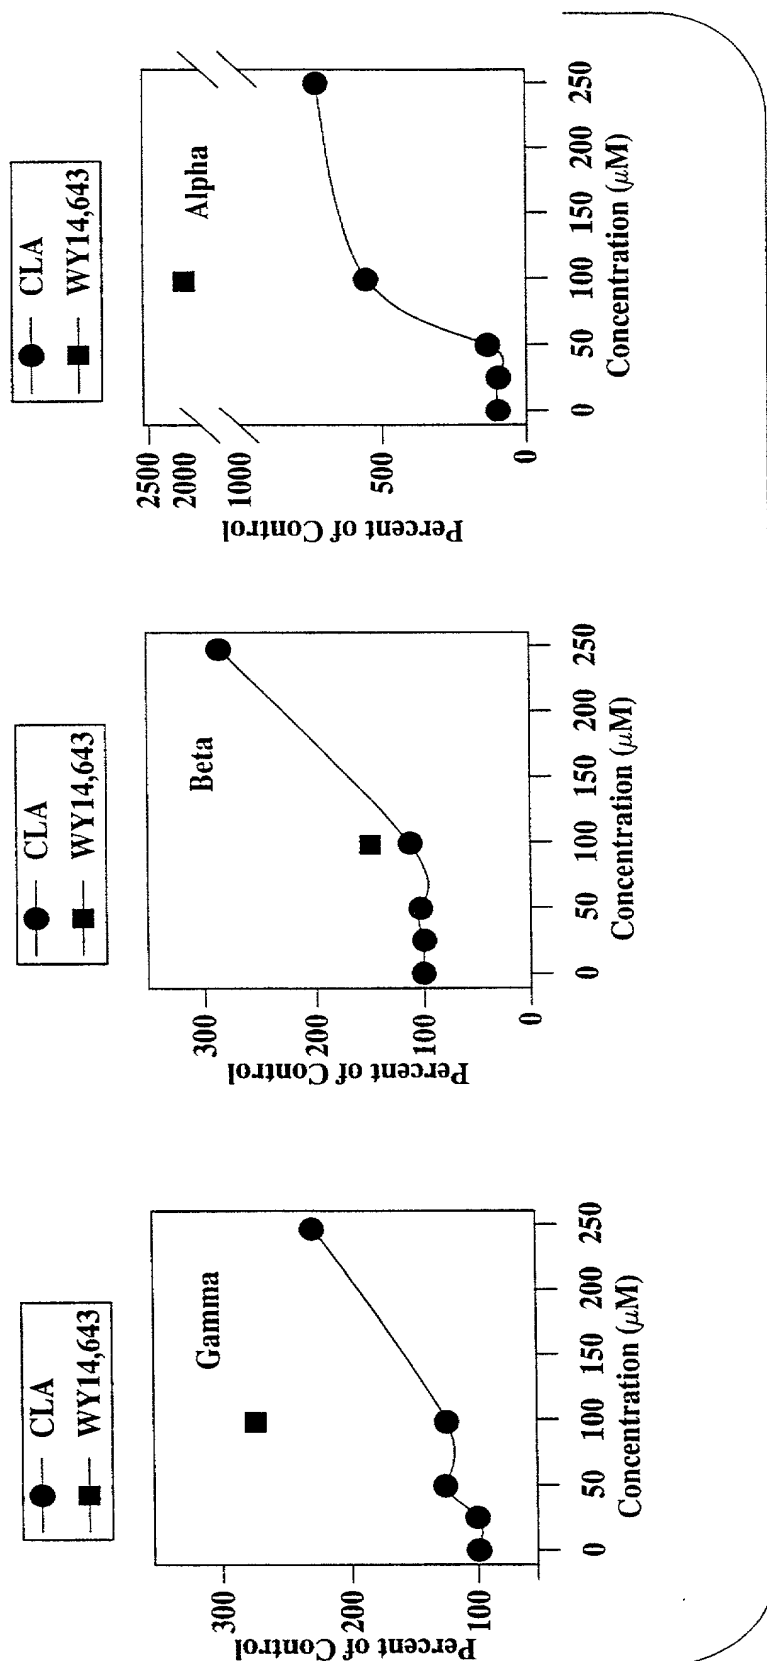 CLA
WY14,643
Gamma
Percent of Control
300
200
100
0 50 100 150 200 250
Concentration (μM)
CLA
WY14,643
Beta
Percent of Control
300
200
100
0
0 50 100 150 200 250
Concentration (μM)
CLA
WY14,643
Alpha
Percent of Control
2500
2000
1000
500
0
0 50 100 150 200 250
Concentration (μM)